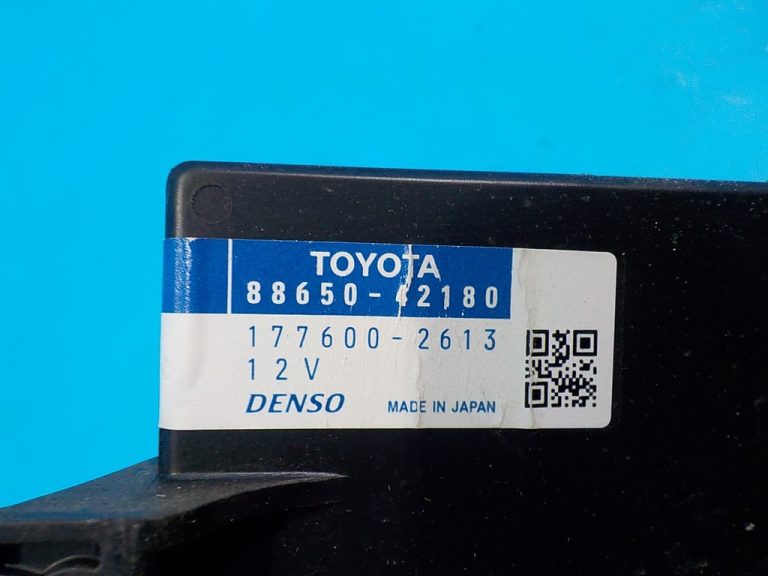 TOYOTA
88650-42180
177600-2613
12V
DENSO MADE IN JAPAN